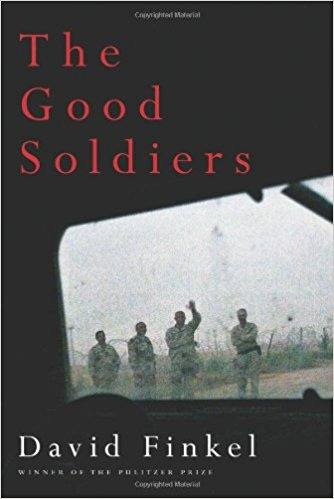 The
Good
Soldiers
David Finkel
WINNER OF THE PULITZER PRIZE